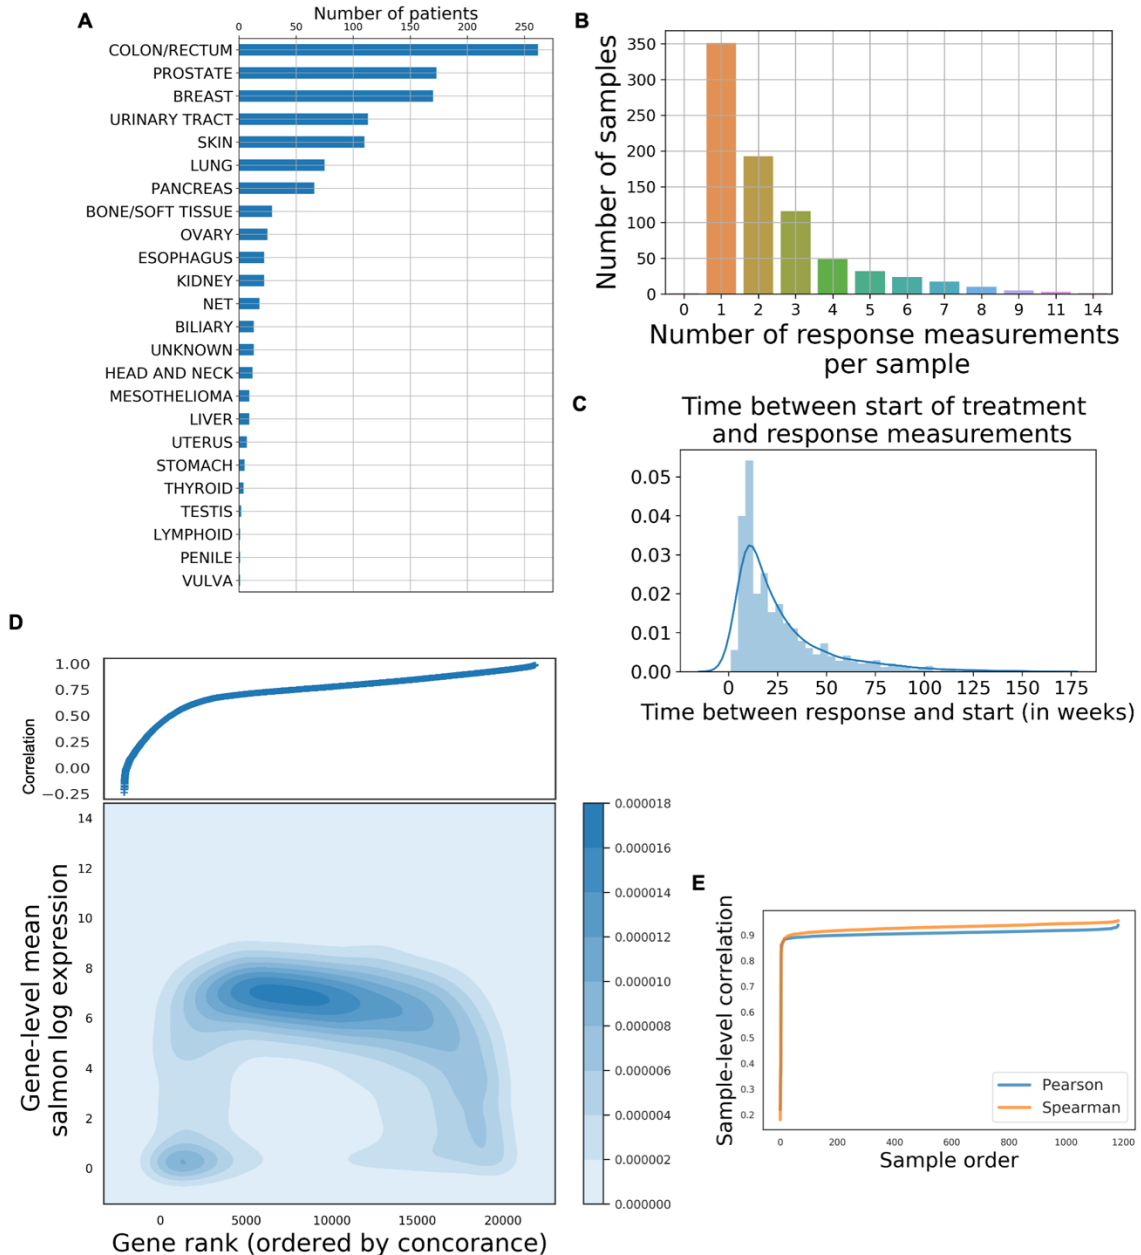 A
Number of patients
0 50 100 150 200 250
COLON/RECTUM
PROSTATE
BREAST
URINARY TRACT
SKIN
LUNG
PANCREAS
BONE/SOFT TISSUE
OVARY
ESOPHAGUS
KIDNEY
NET
BILIARY
UNKNOWN
HEAD AND NECK
MESOTHELIOMA
LIVER
UTERUS
STOMACH
THYROID
TESTIS
LYMPHOID
PENILE
VULVA
B
Number of samples
350
300
250
200
150
100
50
0
0 1 2 3 4 5 6 7 8 9 11 14
Number of response measurements
per sample
C
Time between start of treatment
and response measurements
0.05
0.04
0.03
0.02
0.01
0.00
0 25 50 75 100 125 150 175
Time between response and start (in weeks)
D
Correlation
1.00
0.75
0.50
0.25
0.00
−0.25
Gene-level mean
salmon log expression
14
12
10
8
6
4
2
0
0 5000 10000 15000 20000
Gene rank (ordered by concorance)
0.000018
0.000016
0.000014
0.000012
0.000010
0.000008
0.000006
0.000004
0.000002
0.000000
E
Sample-level correlation
0.9
0.8
0.7
0.6
0.5
0.4
0.3
0.2
Pearson
Spearman
0 200 400 600 800 1000 1200
Sample order